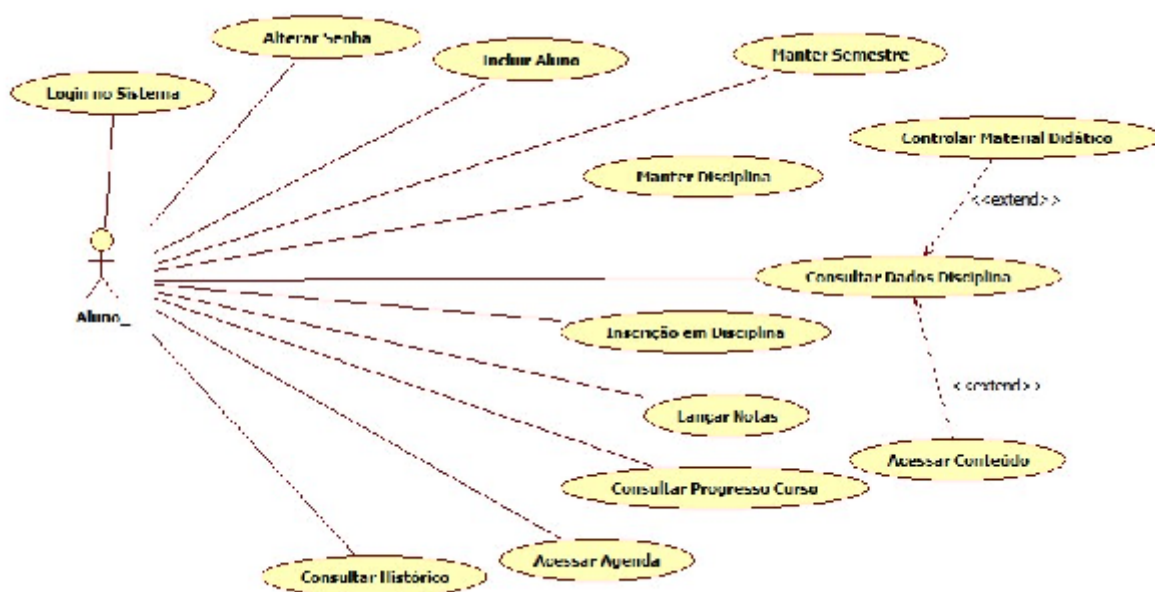 Alterar Senha
Incluir Aluno
Manter Semestre
Login no Sistema
Controlar Material Didático
Manter Disciplina
<<extend>>
Consultar Dados Disciplina
Aluno_
Inscrição em Disciplina
<<extend>>
Lançar Notas
Acessar Conteúdo
Consultar Progresso Curso
Acessar Agenda
Consultar Histórico